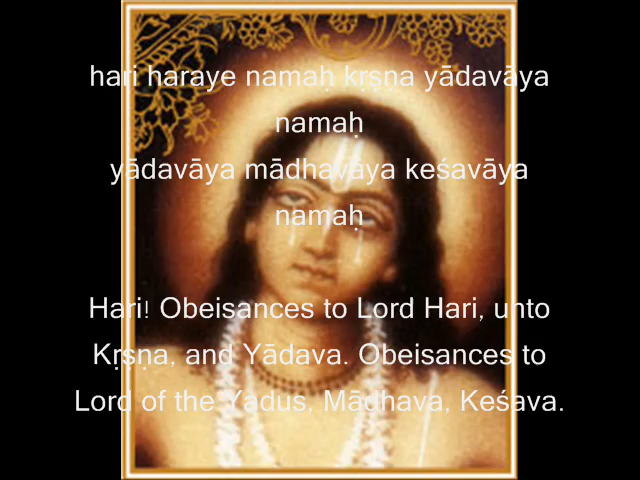 hari haraye namaḥ kṛṣṇa yādavāya
namaḥ
yādavāya mādhavāya keśavāya
namaḥ
Hari! Obeisances to Lord Hari, unto
Kṛṣṇa, and Yādava. Obeisances to
Lord of the Yadus, Mādhava, Keśava.